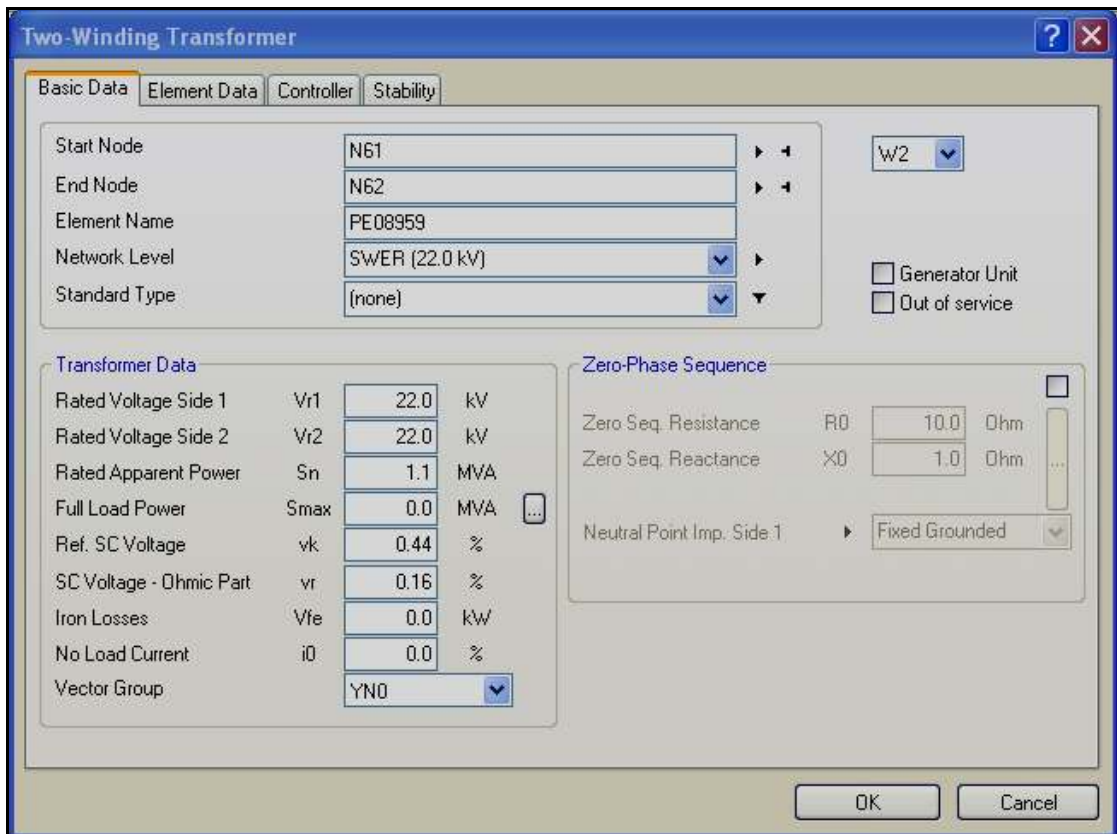 Two-Winding Transformer
Basic Data Element Data Controller Stability
Start Node N61 W2
End Node N62
Element Name PE08959
Network Level SWER (22.0 kV)
Generator Unit
Standard Type (none)
Out of service
Transformer Data
Rated Voltage Side 1 Vr1 22.0 kV
Rated Voltage Side 2 Vr2 22.0 kV
Rated Apparent Power Sn 1.1 MVA
Full Load Power Smax 0.0 MVA ...
Ref. SC Voltage vk 0.44 %
SC Voltage - Ohmic Part vr 0.16 %
Iron Losses Vfe 0.0 kW
No Load Current i0 0.0 %
Vector Group YN0
Zero-Phase Sequence
Zero Seq. Resistance R0 10.0 Ohm
Zero Seq. Reactance X0 1.0 Ohm ...
Neutral Point Imp. Side 1 Fixed Grounded
OK Cancel